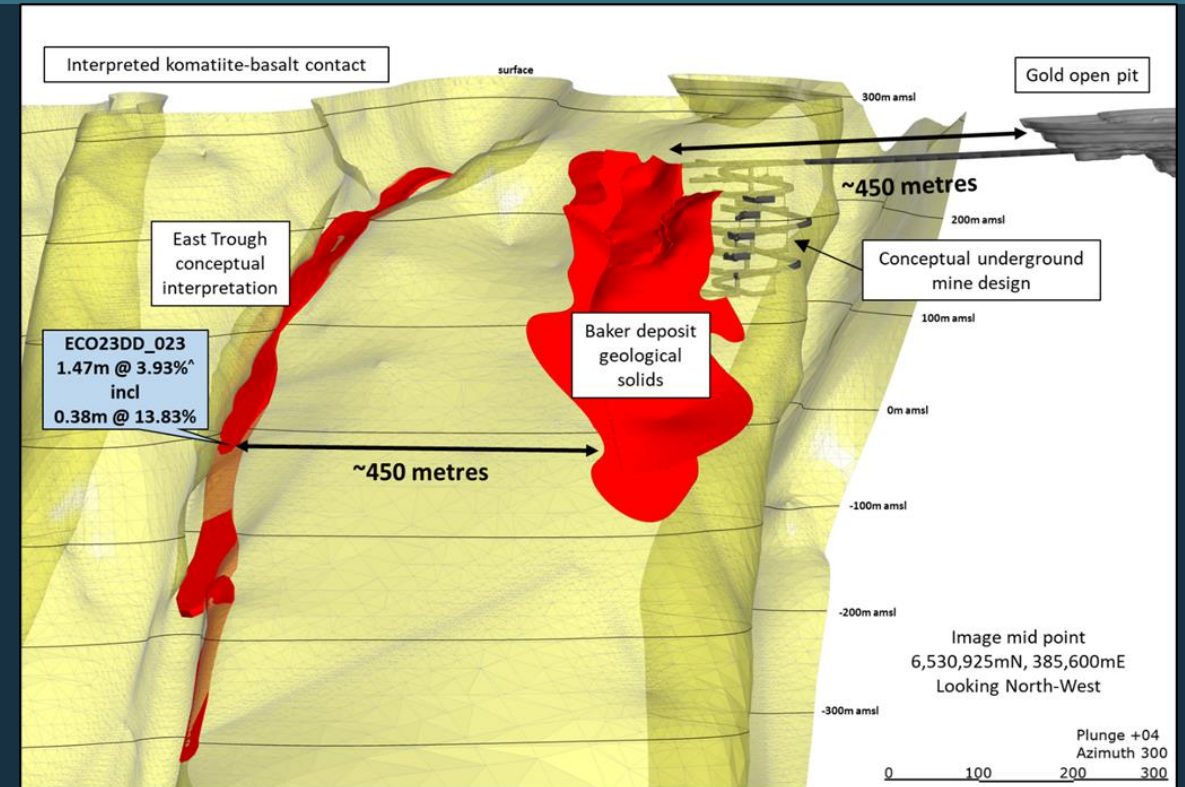 Interpreted komatiite-basalt contact
surface
Gold open pit
300m amsl
~450 metres
200m amsl
East Trough
conceptual
interpretation
Conceptual underground
mine design
100m amsl
ECO23DD_023
1.47m @ 3.93%^
incl
0.38m @ 13.83%
Baker deposit
geological
solids
0m amsl
~450 metres
-100m amsl
-200m amsl
Image mid point
6,530,925mN, 385,600mE
Looking North-West
-300m amsl
Plunge +04
Azimuth 300
0 100 200 300